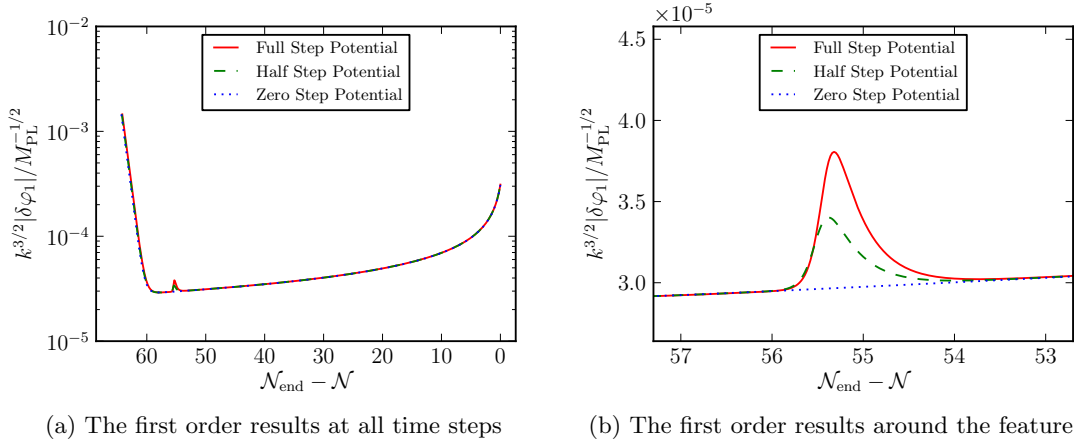 10⁻²
10⁻³
10⁻⁴
10⁻⁵
k^{3/2}|δφ₁|/M_{PL}^{-1/2}
Full Step Potential
Half Step Potential
Zero Step Potential
60 50 40 30 20 10 0
𝒩_end − 𝒩
(a) The first order results at all time steps
×10⁻⁵
4.5
4.0
3.5
3.0
k^{3/2}|δφ₁|/M_{PL}^{-1/2}
Full Step Potential
Half Step Potential
Zero Step Potential
57 56 55 54 53
𝒩_end − 𝒩
(b) The first order results around the feature